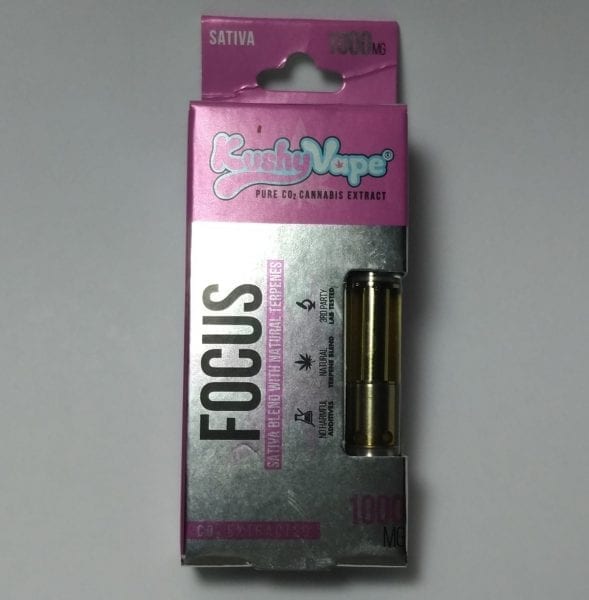 SATIVA
1000MG
KushyVape®
PURE CO₂ CANNABIS EXTRACT
FOCUS
SATIVA BLEND WITH NATURAL TERPENES
3RD PARTY
LAB TESTED
NATURAL
TERPENE BLEND
NO HARMFUL
ADDITIVES
CO₂ EXTRACTED
1000
MG